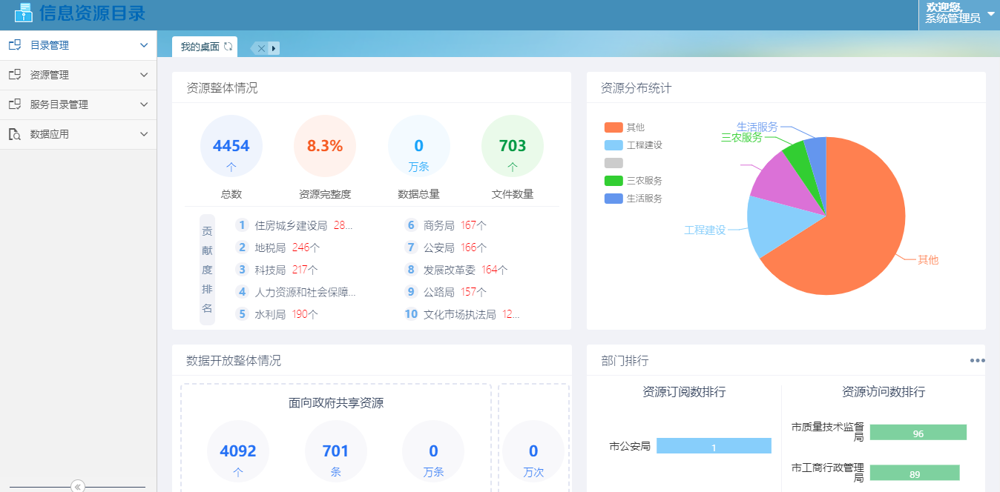 信息资源目录
欢迎您,
系统管理员
目录管理
资源管理
服务目录管理
数据应用
我的桌面
资源整体情况
4454
个
总数
8.3%
资源完整度
0
万条
数据总量
703
个
文件数量
贡
献
度
排
名
1 住房城乡建设局 28...
2 地税局 246个
3 科技局 217个
4 人力资源和社会保障...
5 水利局 190个
6 商务局 167个
7 公安局 166个
8 发展改革委 164个
9 公路局 157个
10 文化市场执法局 12...
资源分布统计
其他
工程建设
三农服务
生活服务
生活服务
三农服务
工程建设
其他
数据开放整体情况
面向政府共享资源
4092
个
701
条
0
万条
0
万次
部门排行
资源订阅数排行
市公安局 1
资源访问数排行
市质量技术监督
局
96
市工商行政管理
局
89